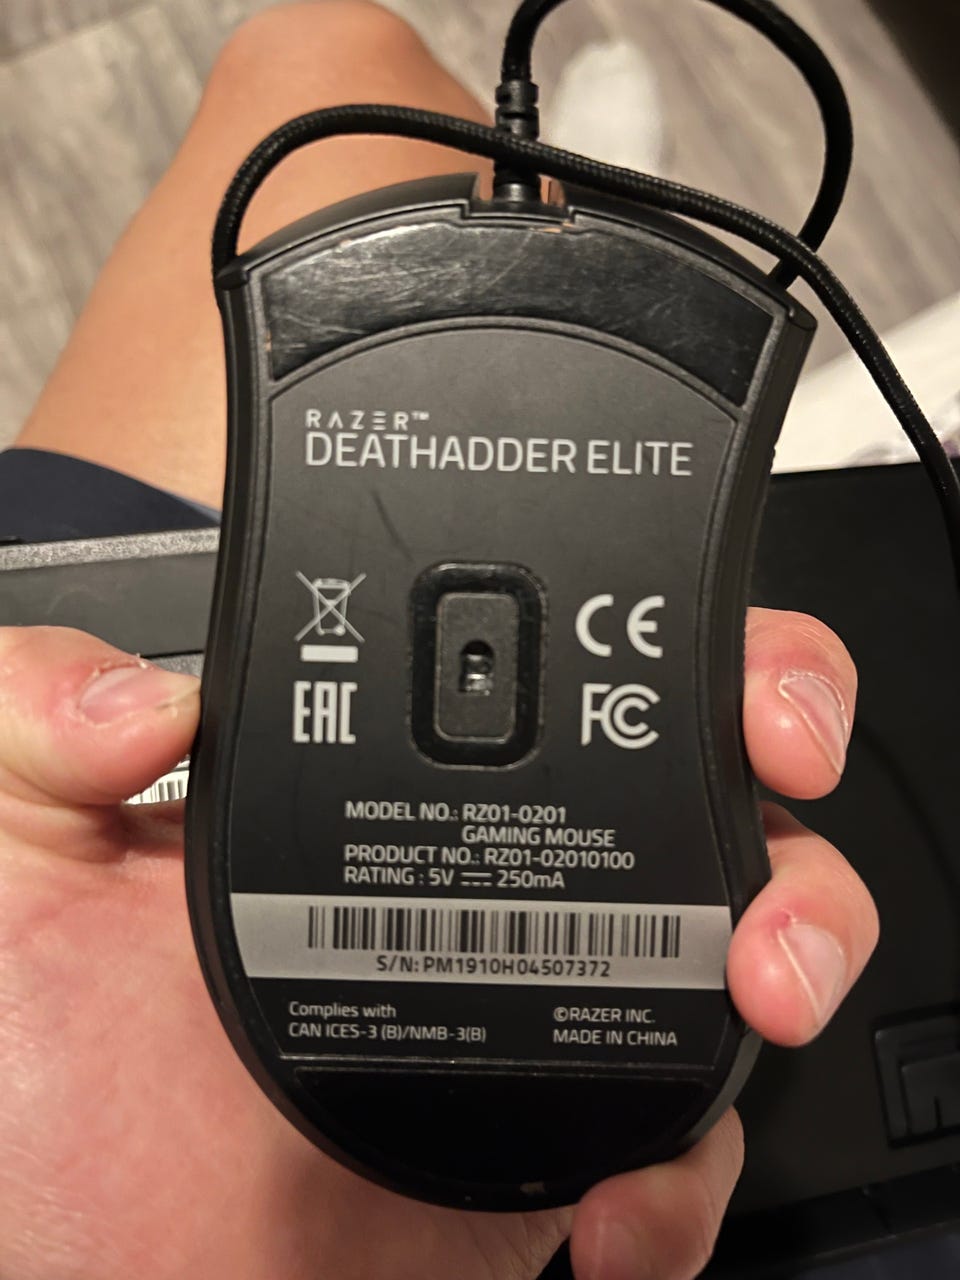 RAZER™
DEATHADDER ELITE
CE
EAC
FC
MODEL NO.: RZ01-0201
GAMING MOUSE
PRODUCT NO.: RZ01-02010100
RATING : 5V ⎓ 250mA
S/N: PM1910H04507372
Complies with
CAN ICES-3 (B)/NMB-3(B)
©RAZER INC.
MADE IN CHINA